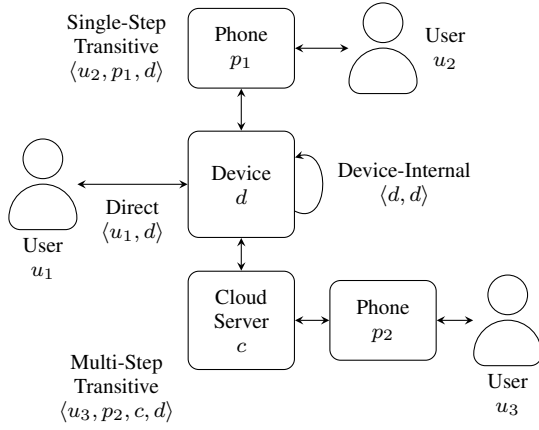 Single-Step
Transitive
⟨u₂, p₁, d⟩
Phone
p₁
User
u₂
Device
d
Device-Internal
⟨d, d⟩
Direct
⟨u₁, d⟩
User
u₁
Cloud
Server
c
Phone
p₂
Multi-Step
Transitive
⟨u₃, p₂, c, d⟩
User
u₃